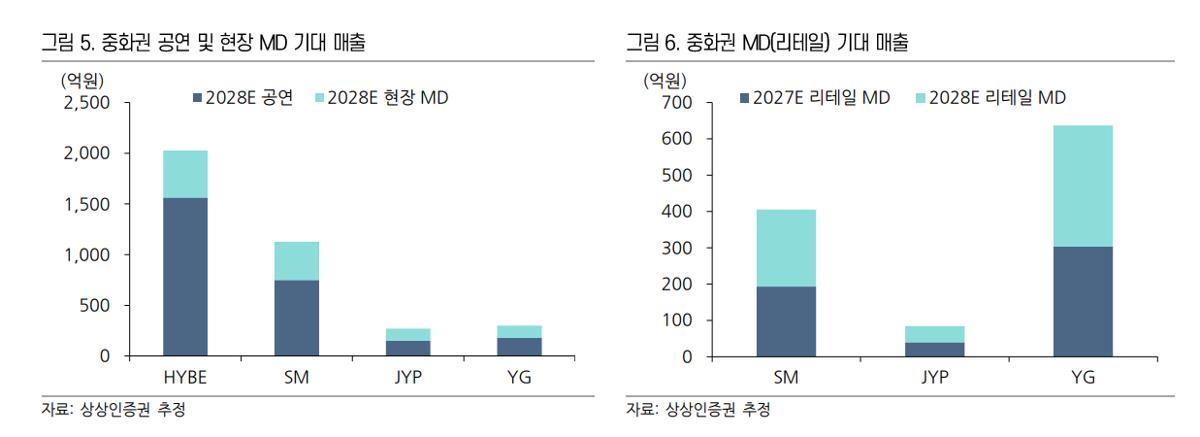 그림 5. 중화권 공연 및 현장 MD 기대 매출
(억원)
2028E 공연 2028E 현장 MD
2,500
2,000
1,500
1,000
500
0
HYBE SM JYP YG
자료: 상상인증권 추정
그림 6. 중화권 MD(리테일) 기대 매출
(억원)
2027E 리테일 MD 2028E 리테일 MD
700
600
500
400
300
200
100
0
SM JYP YG
자료: 상상인증권 추정